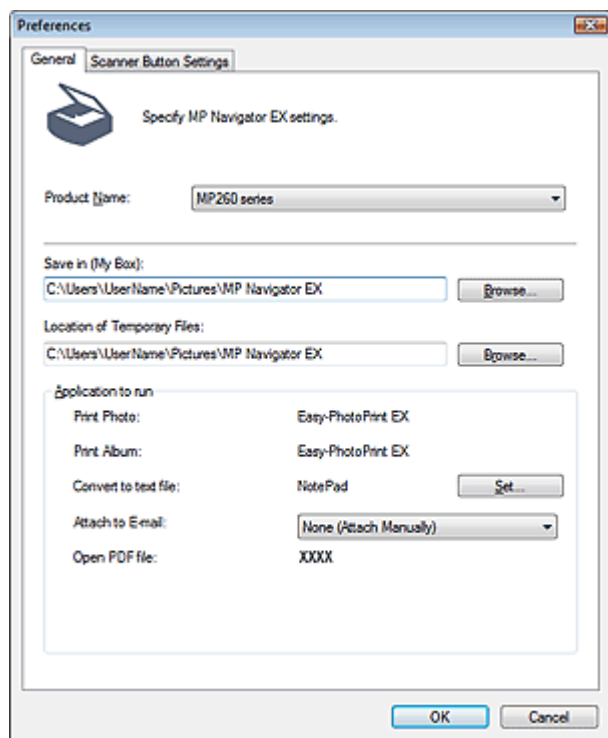 Preferences
General Scanner Button Settings
Specify MP Navigator EX settings.
Product Name: MP260 series
Save in (My Box):
C:\Users\UserName\Pictures\MP Navigator EX Browse...
Location of Temporary Files:
C:\Users\UserName\Pictures\MP Navigator EX Browse...
Application to run
Print Photo: Easy-PhotoPrint EX
Print Album: Easy-PhotoPrint EX
Convert to text file: NotePad Set...
Attach to E-mail: None (Attach Manually)
Open PDF file: XXXX
OK Cancel